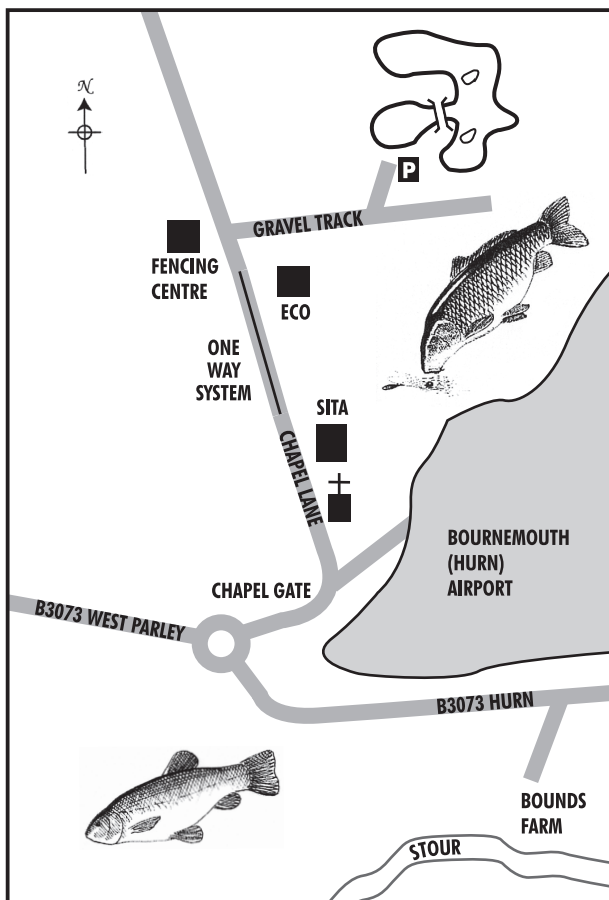 N
P
GRAVEL TRACK
FENCING
CENTRE
ECO
ONE
WAY
SYSTEM
SITA
CHAPEL LANE
BOURNEMOUTH
(HURN)
AIRPORT
CHAPEL GATE
B3073 WEST PARLEY
B3073 HURN
BOUNDS
FARM
STOUR